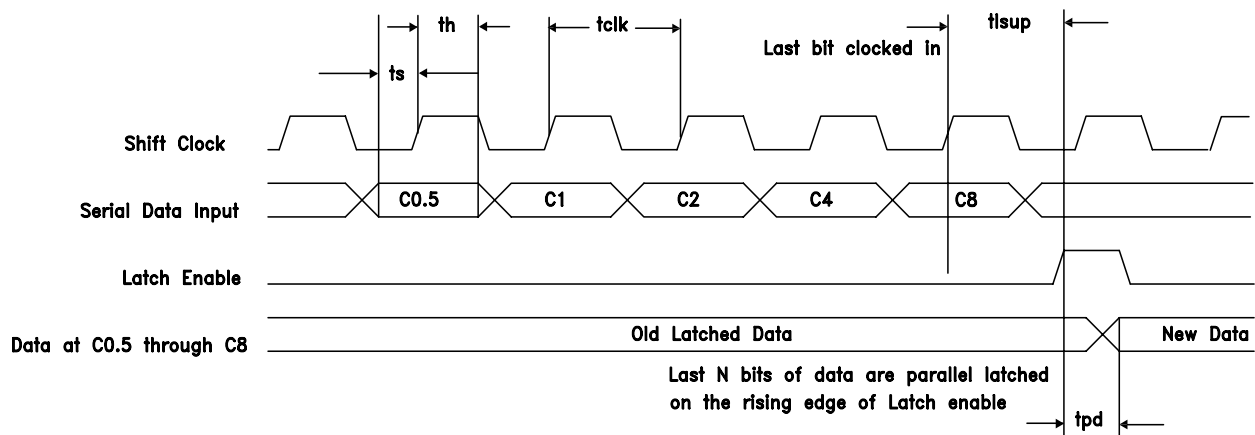 th
tclk
tlsup
Last bit clocked in
ts
Shift Clock
C0.5
C1
C2
C4
C8
Serial Data Input
Latch Enable
Old Latched Data
New Data
Data at C0.5 through C8
Last N bits of data are parallel latched
on the rising edge of Latch enable
tpd